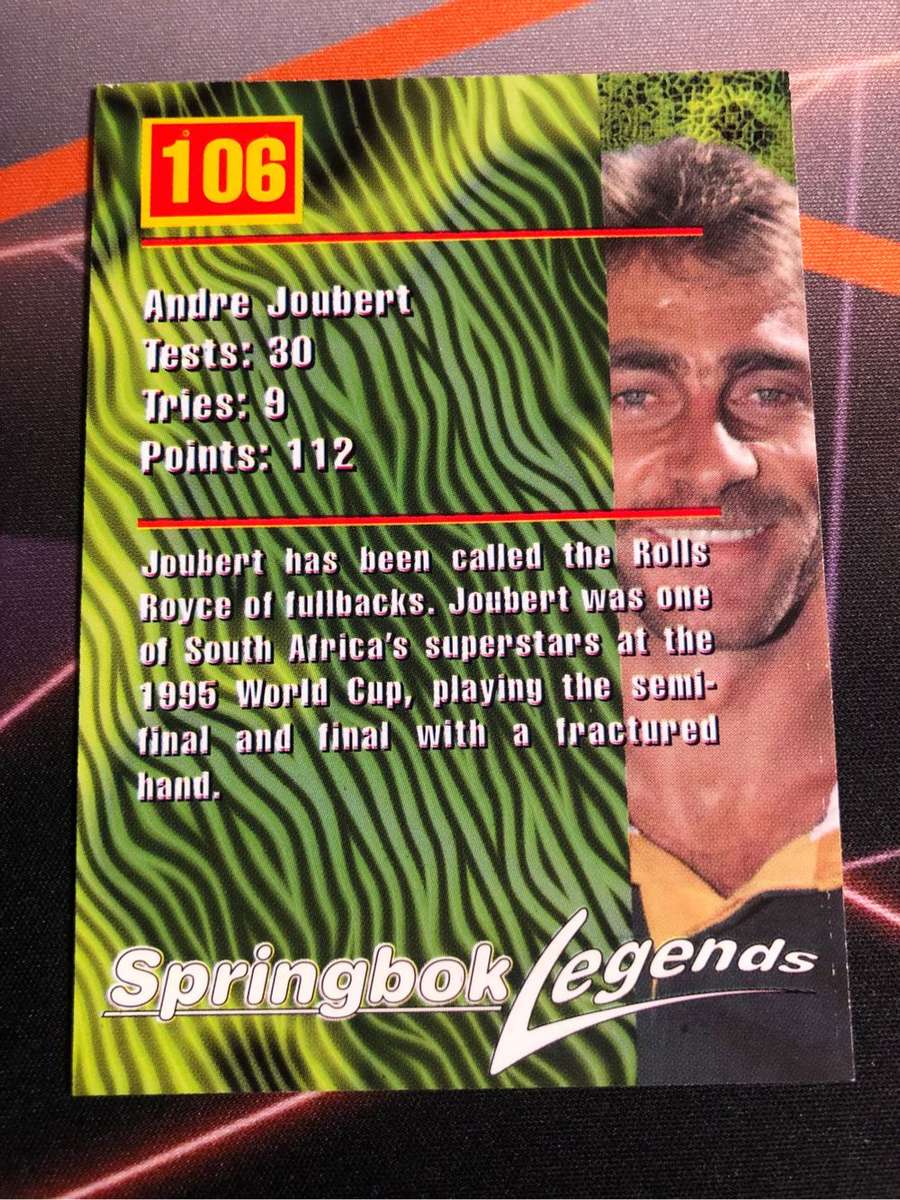 106
Andre Joubert
Tests: 30
Tries: 9
Points: 112
Joubert has been called the Rolls
Royce of fullbacks. Joubert was one
of South Africa's superstars at the
1995 World Cup, playing the semi-
final and final with a fractured
hand.
Springbok Legends